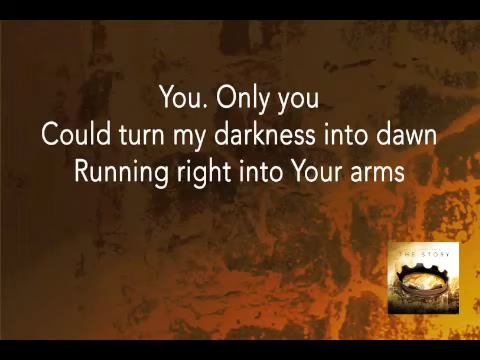 You. Only you
Could turn my darkness into dawn
Running right into Your arms
THE STORY